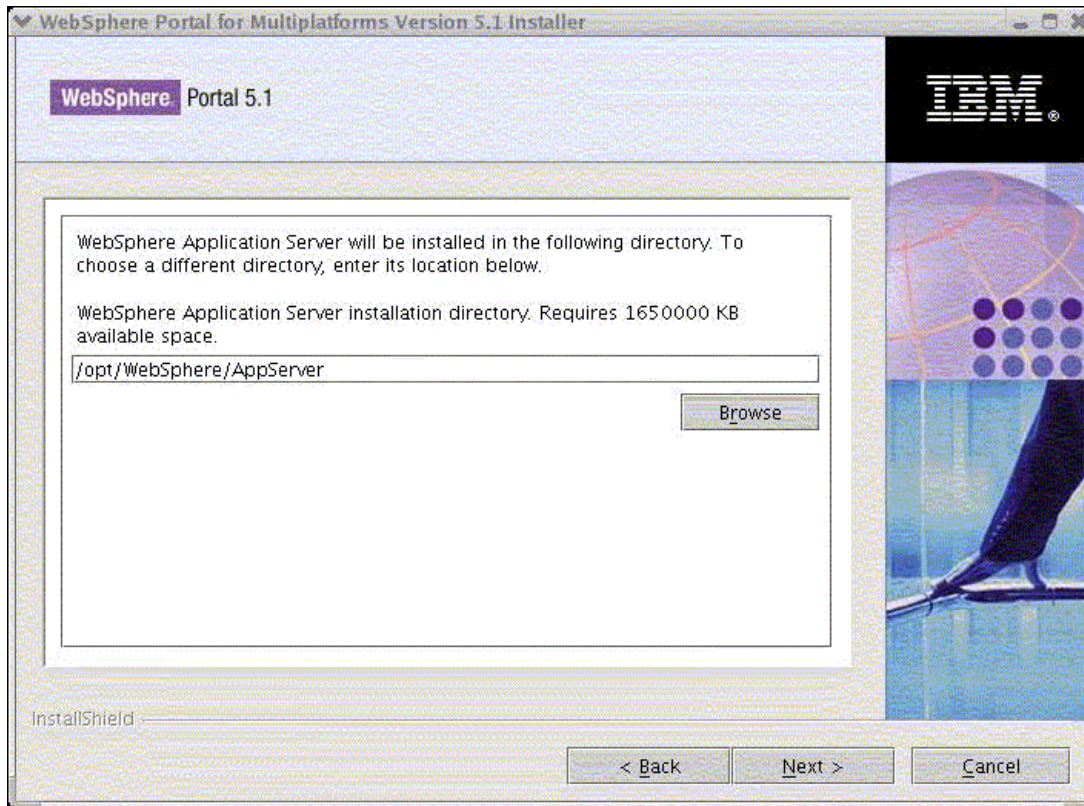 WebSphere Portal for Multiplatforms Version 5.1 Installer
WebSphere. Portal 5.1
IBM®
WebSphere Application Server will be installed in the following directory. To
choose a different directory, enter its location below.
WebSphere Application Server installation directory. Requires 1650000 KB
available space.
/opt/WebSphere/AppServer
Browse
InstallShield
< Back
Next >
Cancel